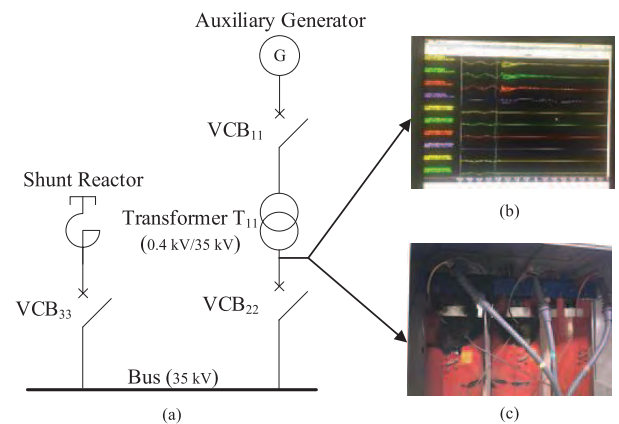 Auxiliary Generator
G
VCB11
Shunt Reactor
Transformer T11
(0.4 kV/35 kV)
VCB33
VCB22
Bus (35 kV)
(a)
(b)
(c)